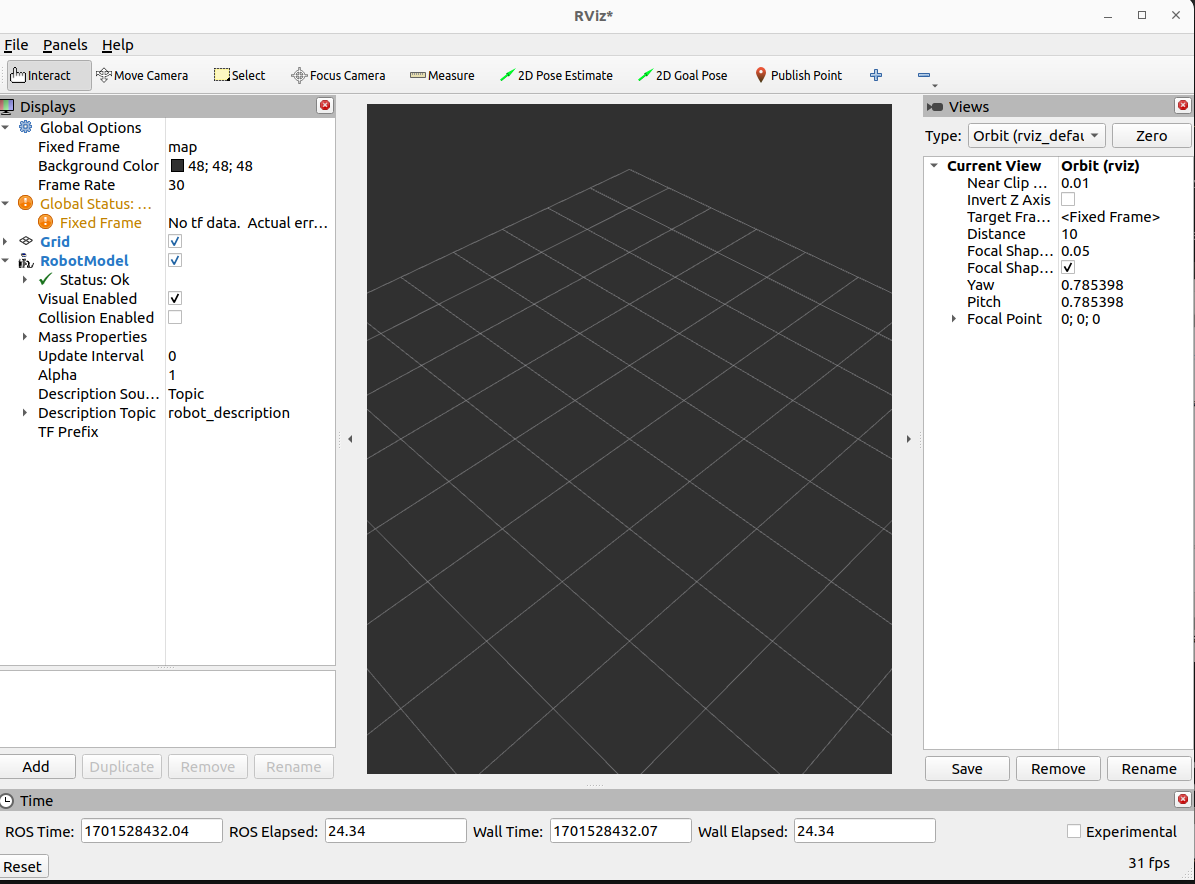 RViz*
File Panels Help
Interact Move Camera Select Focus Camera Measure 2D Pose Estimate 2D Goal Pose Publish Point
Displays
Global Options
Fixed Frame map
Background Color 48; 48; 48
Frame Rate 30
Global Status: ...
Fixed Frame No tf data. Actual err...
Grid
RobotModel
Status: Ok
Visual Enabled
Collision Enabled
Mass Properties
Update Interval 0
Alpha 1
Description Sou... Topic
Description Topic robot_description
TF Prefix
Add Duplicate Remove Rename
Views
Type: Orbit (rviz_defau Zero
Current View Orbit (rviz)
Near Clip ... 0.01
Invert Z Axis
Target Fra... <Fixed Frame>
Distance 10
Focal Shap... 0.05
Focal Shap...
Yaw 0.785398
Pitch 0.785398
Focal Point 0; 0; 0
Save Remove Rename
Time
ROS Time: 1701528432.04 ROS Elapsed: 24.34 Wall Time: 1701528432.07 Wall Elapsed: 24.34 Experimental
Reset 31 fps